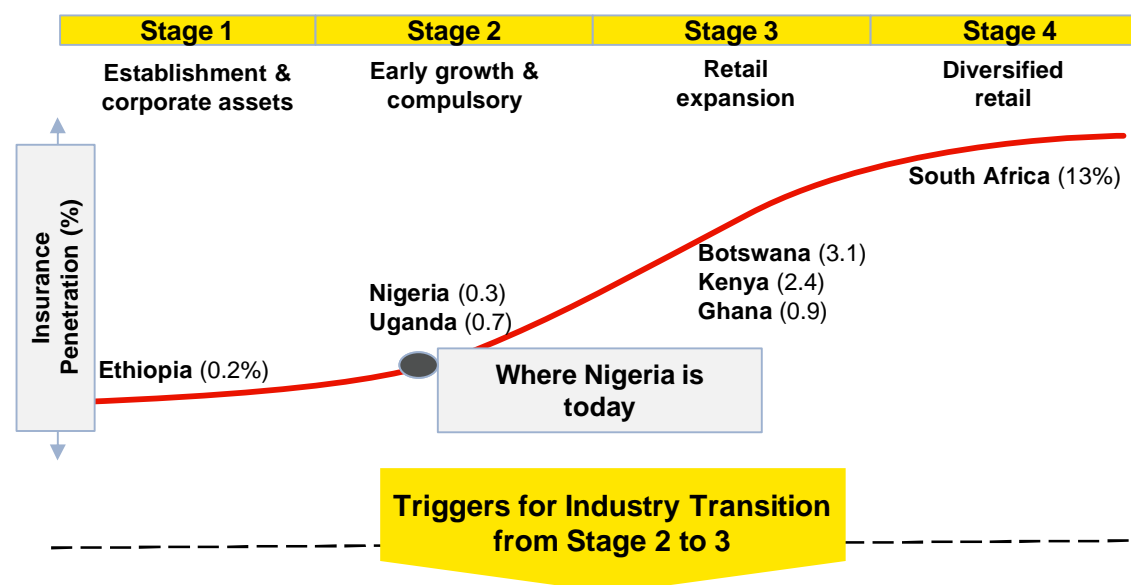 Stage 1
Stage 2
Stage 3
Stage 4
Establishment &
corporate assets
Early growth &
compulsory
Retail
expansion
Diversified
retail
Insurance
Penetration (%)
South Africa (13%)
Botswana (3.1)
Kenya (2.4)
Ghana (0.9)
Nigeria (0.3)
Uganda (0.7)
Ethiopia (0.2%)
Where Nigeria is
today
Triggers for Industry Transition
from Stage 2 to 3